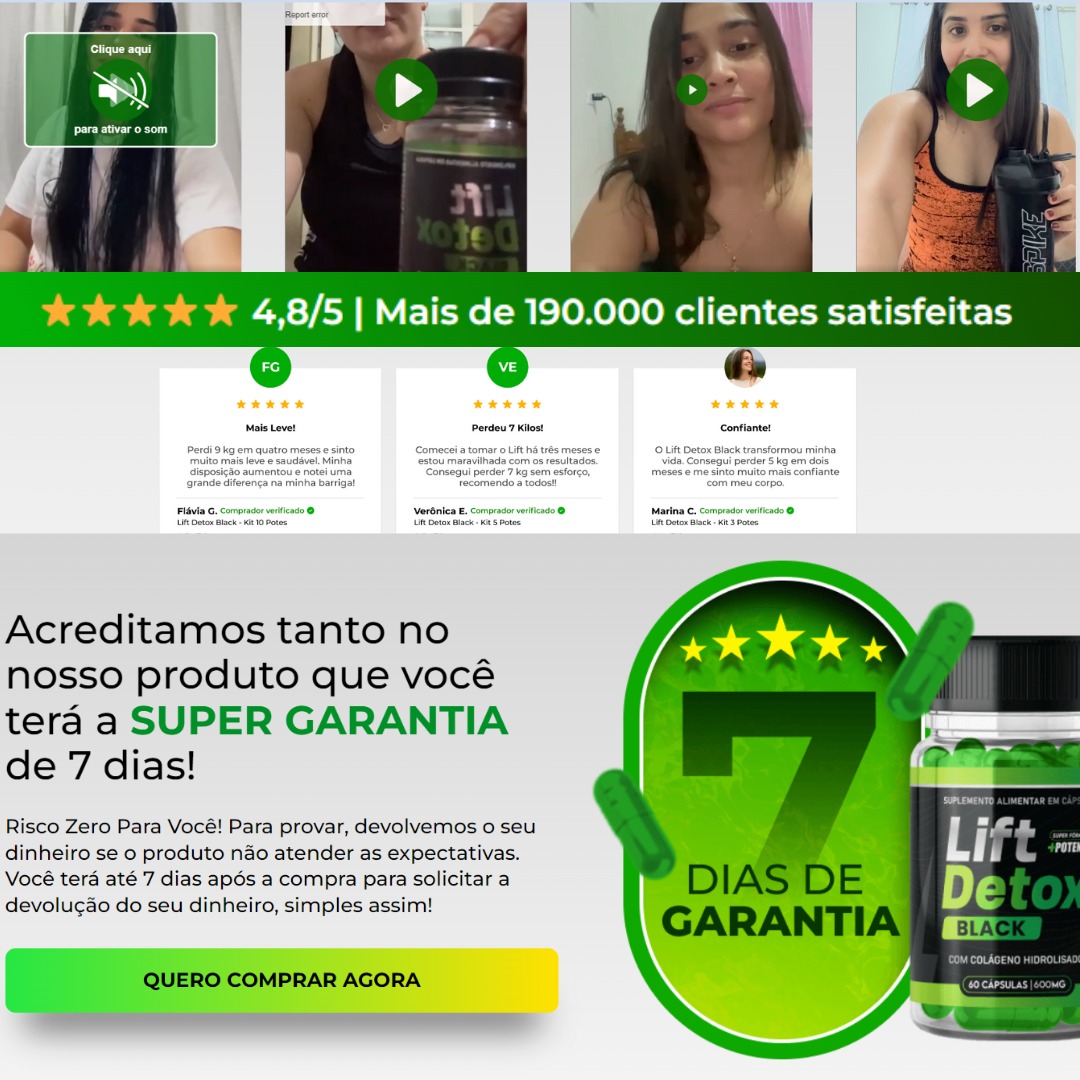 Report error
Clique aqui
para ativar o som
Lift
Detox
SPIKE
4,8/5 | Mais de 190.000 clientes satisfeitas
FG
Mais Leve!
Perdi 9 kg em quatro meses e sinto
muito mais leve e saudável. Minha
disposição aumentou e notei uma
grande diferença na minha barriga!
Flávia G. Comprador verificado
Lift Detox Black - Kit 10 Potes
VE
Perdeu 7 Kilos!
Comecei a tomar o Lift há três meses e
estou maravilhada com os resultados.
Consegui perder 7 kg sem esforço,
recomendo a todos!!
Verônica E. Comprador verificado
Lift Detox Black - Kit 5 Potes
Confiante!
O Lift Detox Black transformou minha
vida. Consegui perder 5 kg em dois
meses e me sinto muito mais confiante
com meu corpo.
Marina C. Comprador verificado
Lift Detox Black - Kit 3 Potes
Acreditamos tanto no
nosso produto que você
terá a SUPER GARANTIA
de 7 dias!
Risco Zero Para Você! Para provar, devolvemos o seu
dinheiro se o produto não atender as expectativas.
Você terá até 7 dias após a compra para solicitar a
devolução do seu dinheiro, simples assim!
QUERO COMPRAR AGORA
7
DIAS DE
GARANTIA
SUPLEMENTO ALIMENTAR EM CÁPS
Lift
SUPER FÓR
+POTEN
Detox
BLACK
COM COLÁGENO HIDROLISADO
60 CÁPSULAS | 600MG